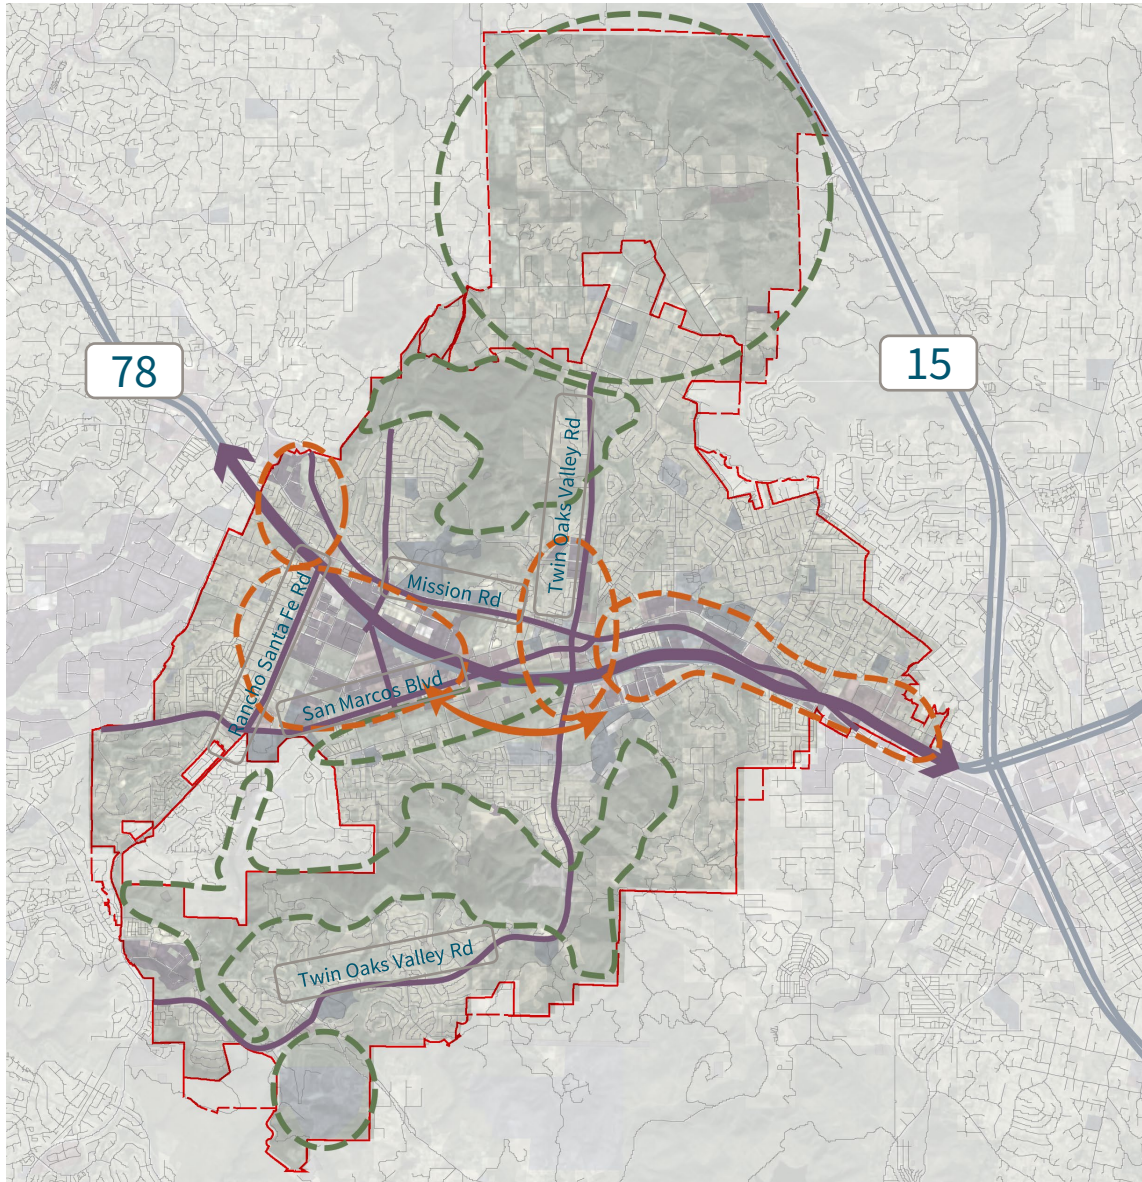 78
15
Twin Oaks Valley Rd
Mission Rd
Rancho Santa Fe Rd
San Marcos Blvd
Twin Oaks Valley Rd